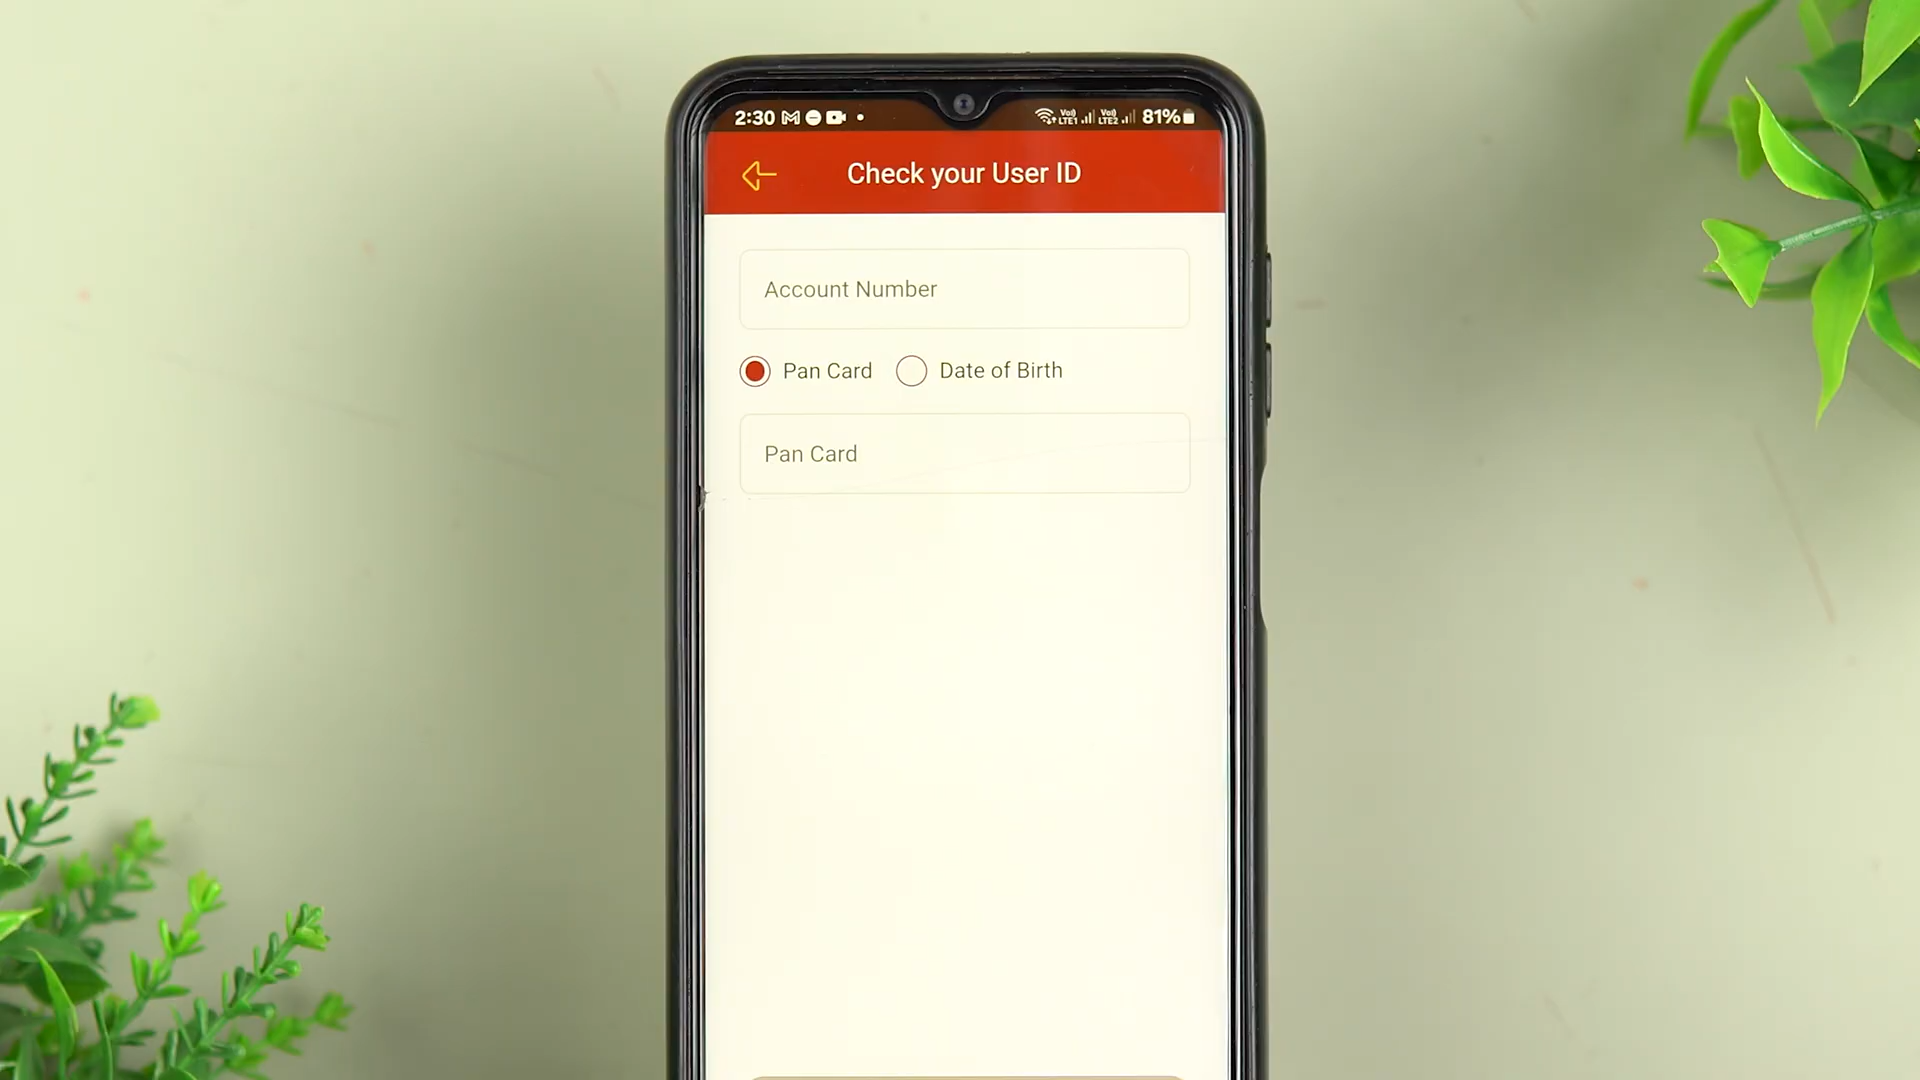 2:30 81%
Check your User ID
Account Number
Pan Card Date of Birth
Pan Card